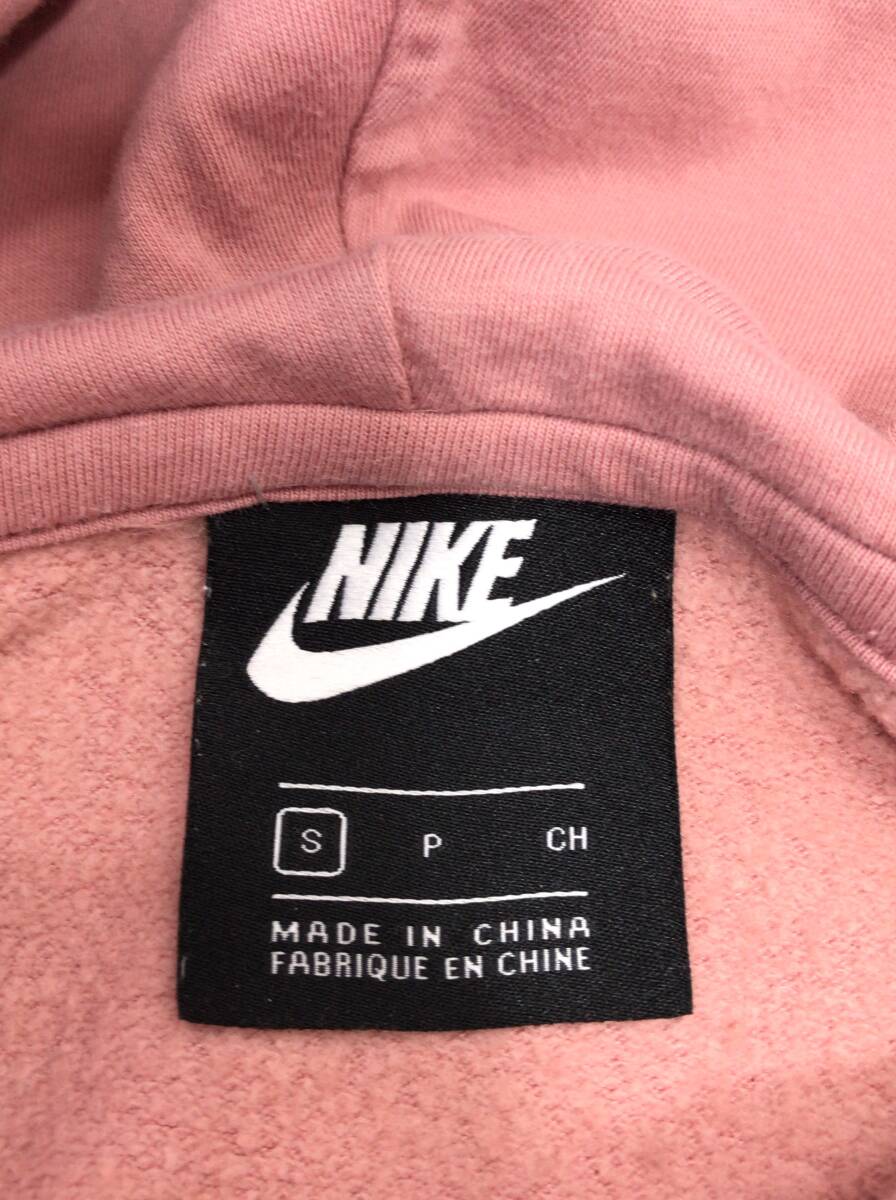 NIKE
S P CH
MADE IN CHINA
FABRIQUE EN CHINE